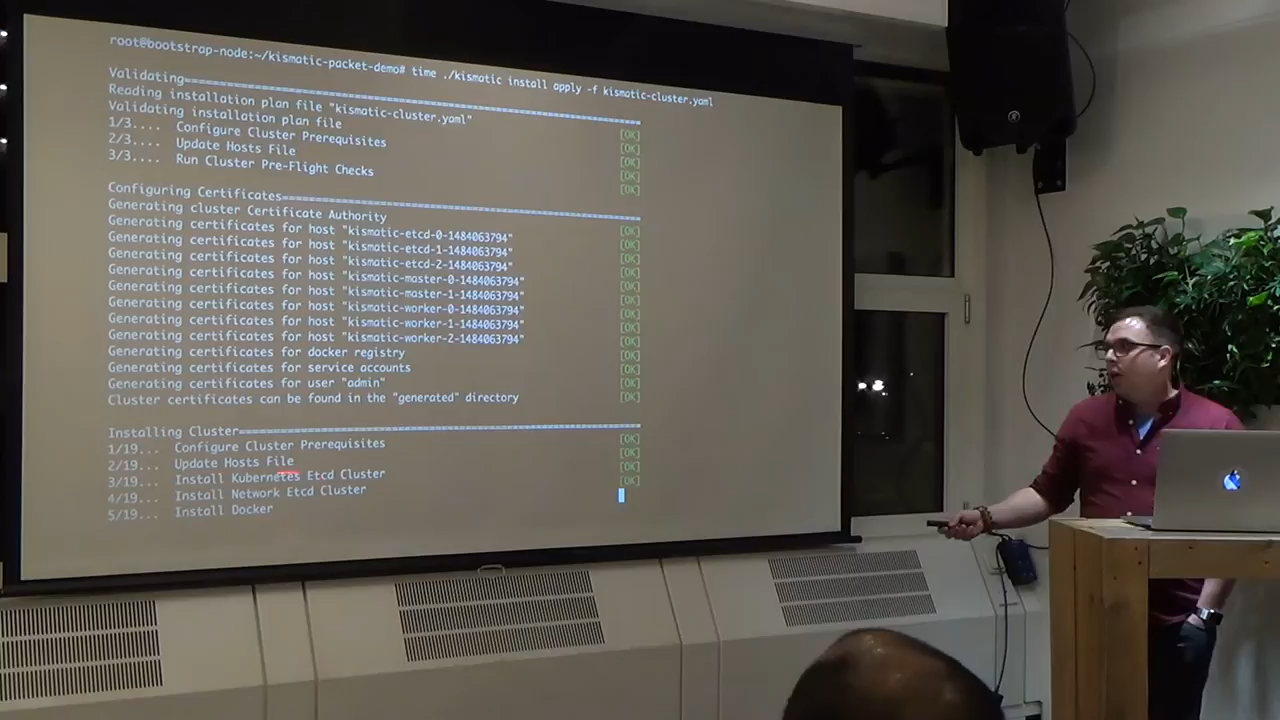 root@bootstrap-node:~/kismatic-packet-demo# time ./kismatic install apply -f kismatic-cluster.yaml
Validating==============================================================
Reading installation plan file "kismatic-cluster.yaml" [OK]
Validating installation plan file [OK]
1/3.... Configure Cluster Prerequisites [OK]
2/3.... Update Hosts File [OK]
3/3.... Run Cluster Pre-Flight Checks [OK]
Configuring Certificates================================================
Generating cluster Certificate Authority [OK]
Generating certificates for host "kismatic-etcd-0-1484063794" [OK]
Generating certificates for host "kismatic-etcd-1-1484063794" [OK]
Generating certificates for host "kismatic-etcd-2-1484063794" [OK]
Generating certificates for host "kismatic-master-0-1484063794" [OK]
Generating certificates for host "kismatic-master-1-1484063794" [OK]
Generating certificates for host "kismatic-worker-0-1484063794" [OK]
Generating certificates for host "kismatic-worker-1-1484063794" [OK]
Generating certificates for host "kismatic-worker-2-1484063794" [OK]
Generating certificates for docker registry [OK]
Generating certificates for service accounts [OK]
Generating certificates for user "admin" [OK]
Cluster certificates can be found in the "generated" directory [OK]
Installing Cluster======================================================
1/19... Configure Cluster Prerequisites [OK]
2/19... Update Hosts File [OK]
3/19... Install Kubernetes Etcd Cluster [OK]
4/19... Install Network Etcd Cluster [OK]
5/19... Install Docker